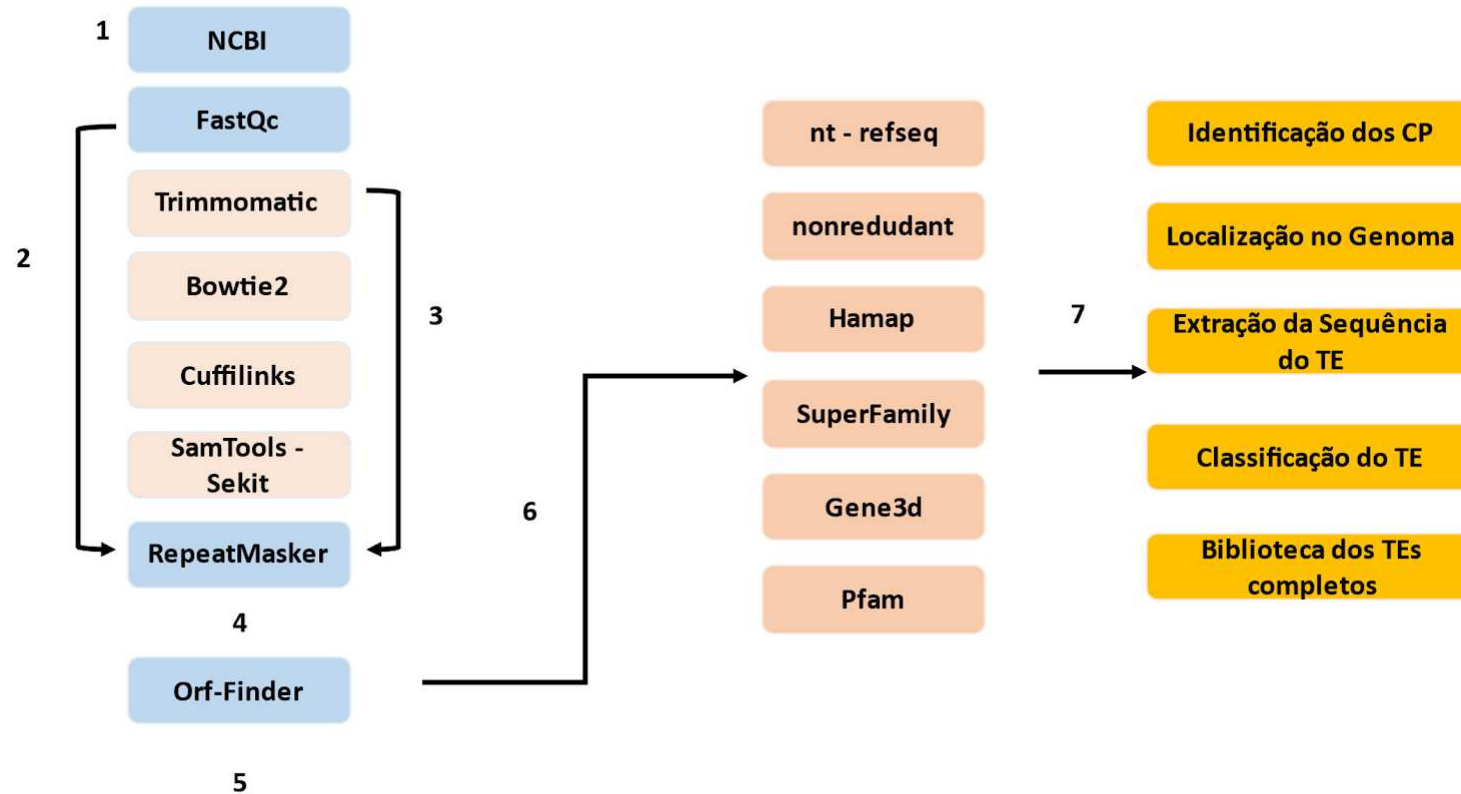 1
NCBI
FastQc
Trimmomatic
2
Bowtie2
3
Cuffilinks
SamTools -
Sekit
RepeatMasker
4
Orf-Finder
5
6
nt - refseq
nonredudant
Hamap
SuperFamily
Gene3d
Pfam
7
Identificação dos CP
Localização no Genoma
Extração da Sequência
do TE
Classificação do TE
Biblioteca dos TEs
completos